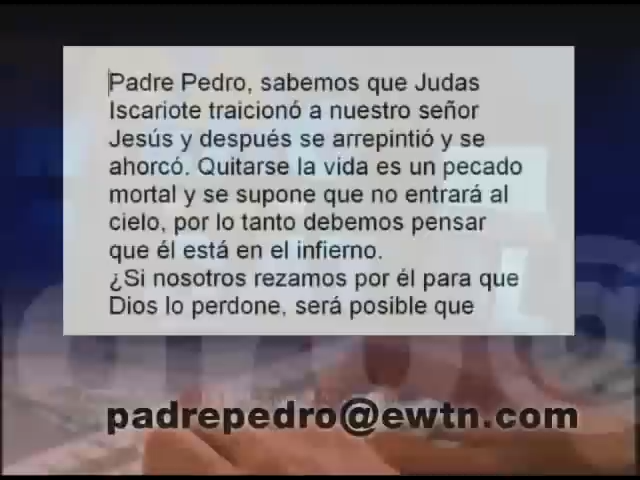 Padre Pedro, sabemos que Judas
Iscariote traicionó a nuestro señor
Jesús y después se arrepintió y se
ahorcó. Quitarse la vida es un pecado
mortal y se supone que no entrará al
cielo, por lo tanto debemos pensar
que él está en el infierno.
¿Si nosotros rezamos por él para que
Dios lo perdone, será posible que
padrepedro@ewtn.com